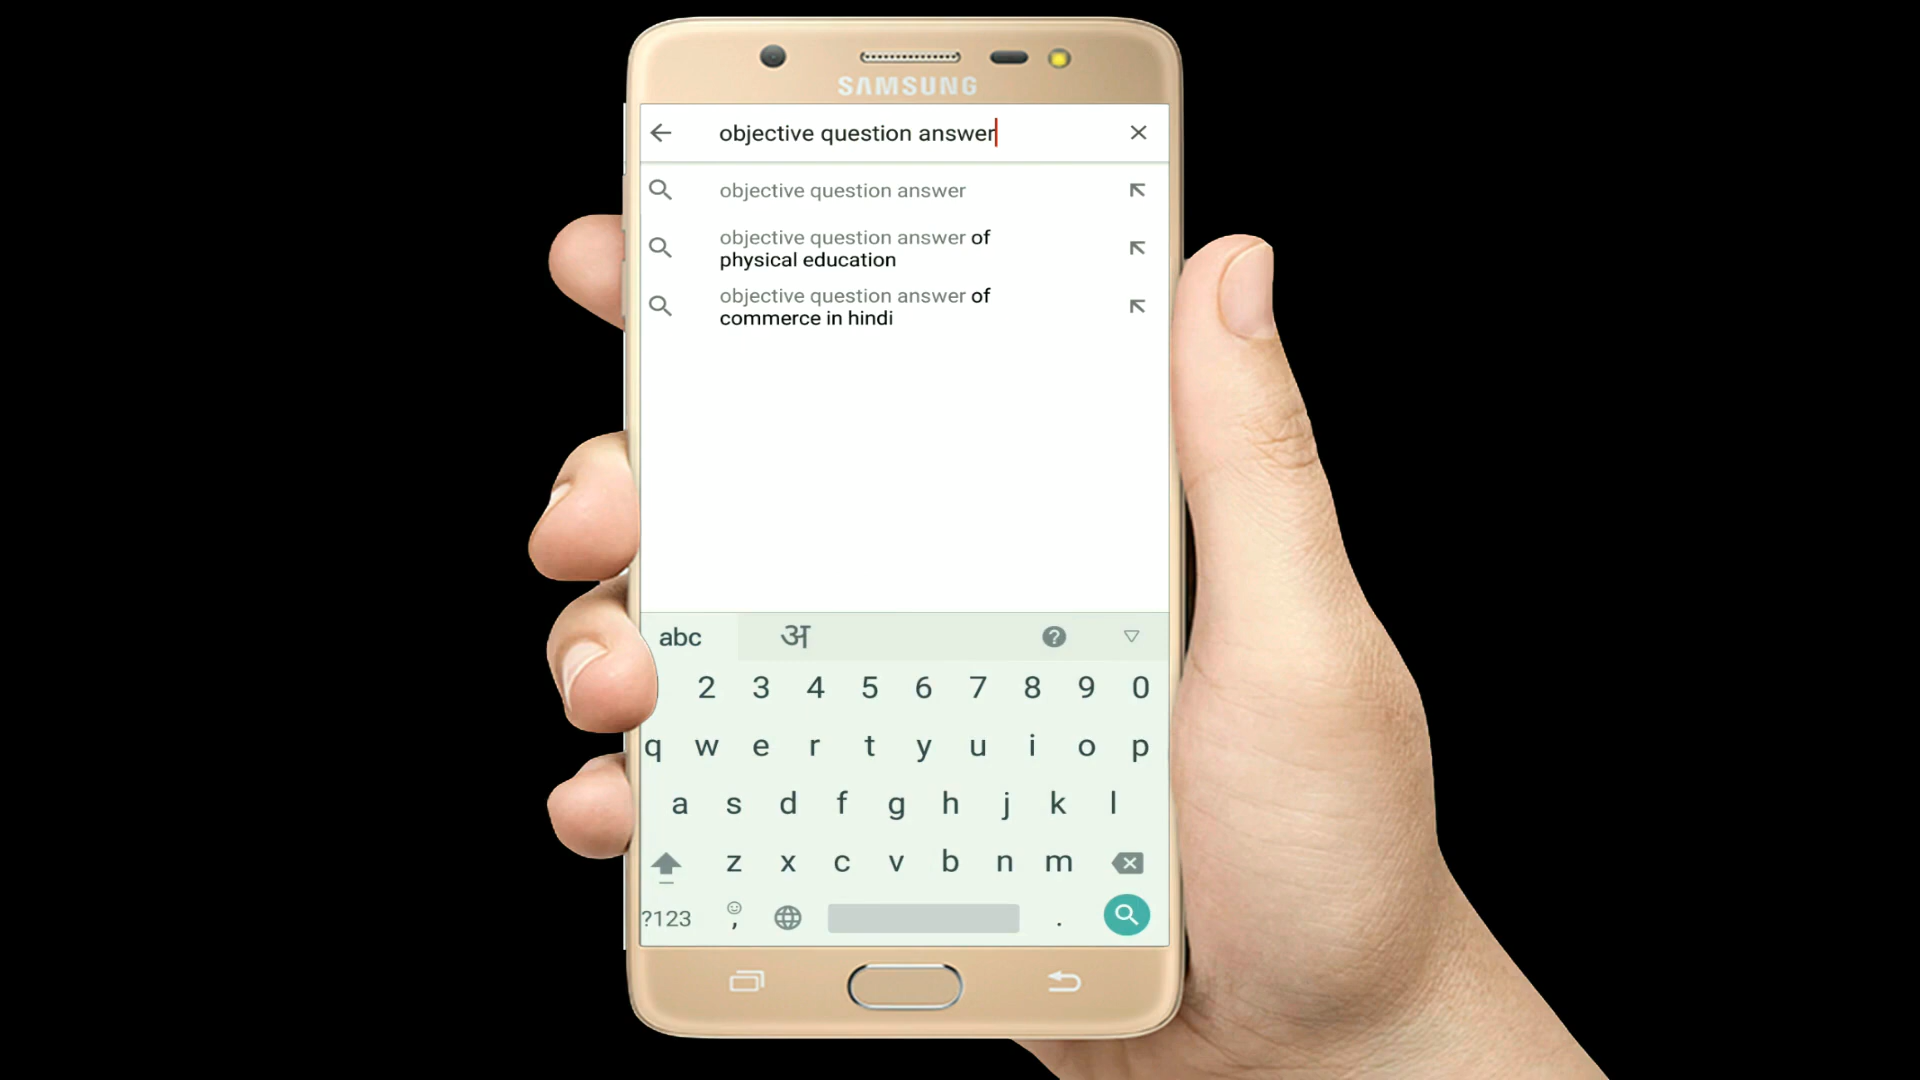 SAMSUNG
objective question answer
objective question answer
objective question answer of
physical education
objective question answer of
commerce in hindi
abc अ ?
2 3 4 5 6 7 8 9 0
q w e r t y u i o p
a s d f g h j k l
z x c v b n m
?123 , .